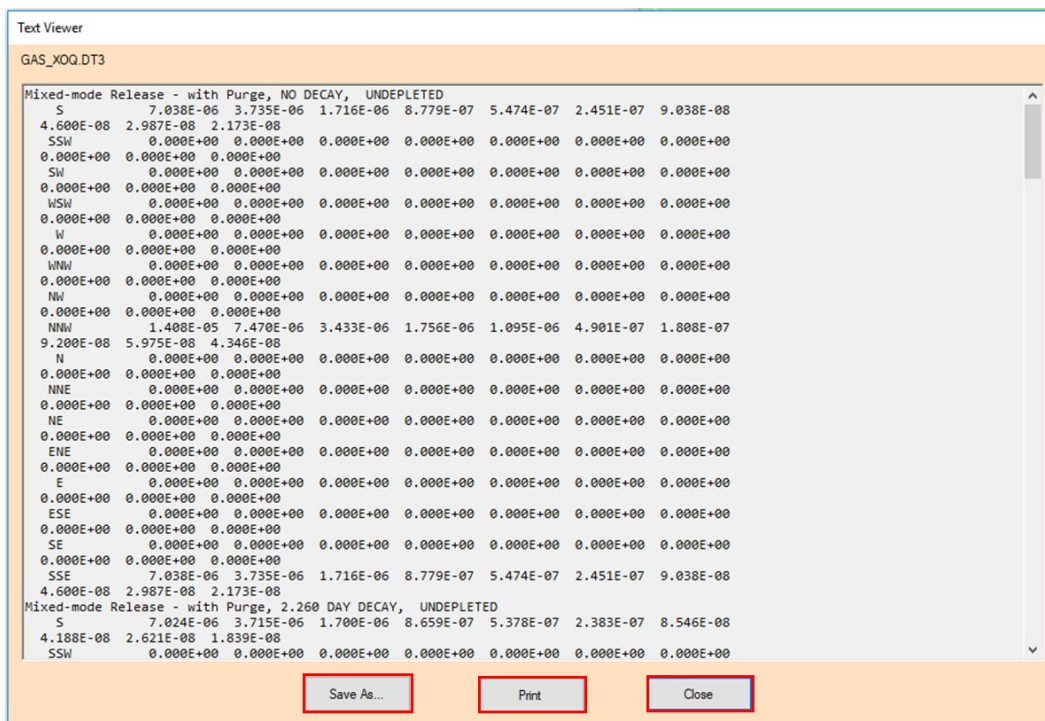 Text Viewer
GAS_XOQ.DT3
Mixed-mode Release - with Purge, NO DECAY, UNDEPLETED
S 7.038E-06 3.735E-06 1.716E-06 8.779E-07 5.474E-07 2.451E-07 9.038E-08
4.600E-08 2.987E-08 2.173E-08
SSW 0.000E+00 0.000E+00 0.000E+00 0.000E+00 0.000E+00 0.000E+00 0.000E+00
0.000E+00 0.000E+00 0.000E+00
SW 0.000E+00 0.000E+00 0.000E+00 0.000E+00 0.000E+00 0.000E+00 0.000E+00
0.000E+00 0.000E+00 0.000E+00
WSW 0.000E+00 0.000E+00 0.000E+00 0.000E+00 0.000E+00 0.000E+00 0.000E+00
0.000E+00 0.000E+00 0.000E+00
W 0.000E+00 0.000E+00 0.000E+00 0.000E+00 0.000E+00 0.000E+00 0.000E+00
0.000E+00 0.000E+00 0.000E+00
WNW 0.000E+00 0.000E+00 0.000E+00 0.000E+00 0.000E+00 0.000E+00 0.000E+00
0.000E+00 0.000E+00 0.000E+00
NW 0.000E+00 0.000E+00 0.000E+00 0.000E+00 0.000E+00 0.000E+00 0.000E+00
0.000E+00 0.000E+00 0.000E+00
NNW 1.408E-05 7.470E-06 3.433E-06 1.756E-06 1.095E-06 4.901E-07 1.808E-07
9.200E-08 5.975E-08 4.346E-08
N 0.000E+00 0.000E+00 0.000E+00 0.000E+00 0.000E+00 0.000E+00 0.000E+00
0.000E+00 0.000E+00 0.000E+00
NNE 0.000E+00 0.000E+00 0.000E+00 0.000E+00 0.000E+00 0.000E+00 0.000E+00
0.000E+00 0.000E+00 0.000E+00
NE 0.000E+00 0.000E+00 0.000E+00 0.000E+00 0.000E+00 0.000E+00 0.000E+00
0.000E+00 0.000E+00 0.000E+00
ENE 0.000E+00 0.000E+00 0.000E+00 0.000E+00 0.000E+00 0.000E+00 0.000E+00
0.000E+00 0.000E+00 0.000E+00
E 0.000E+00 0.000E+00 0.000E+00 0.000E+00 0.000E+00 0.000E+00 0.000E+00
0.000E+00 0.000E+00 0.000E+00
ESE 0.000E+00 0.000E+00 0.000E+00 0.000E+00 0.000E+00 0.000E+00 0.000E+00
0.000E+00 0.000E+00 0.000E+00
SE 0.000E+00 0.000E+00 0.000E+00 0.000E+00 0.000E+00 0.000E+00 0.000E+00
0.000E+00 0.000E+00 0.000E+00
SSE 7.038E-06 3.735E-06 1.716E-06 8.779E-07 5.474E-07 2.451E-07 9.038E-08
4.600E-08 2.987E-08 2.173E-08
Mixed-mode Release - with Purge, 2.260 DAY DECAY, UNDEPLETED
S 7.024E-06 3.715E-06 1.700E-06 8.659E-07 5.378E-07 2.383E-07 8.546E-08
4.188E-08 2.621E-08 1.839E-08
SSW 0.000E+00 0.000E+00 0.000E+00 0.000E+00 0.000E+00 0.000E+00 0.000E+00
Save As... Print Close